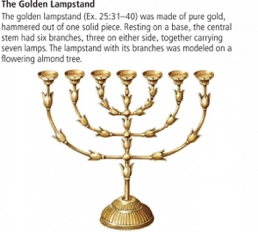 The Golden Lampstand
The golden lampstand (Ex. 25:31–40) was made of pure gold,
hammered out of one solid piece. Resting on a base, the central
stem had six branches, three on either side, together carrying
seven lamps. The lampstand with its branches was modeled on a
flowering almond tree.